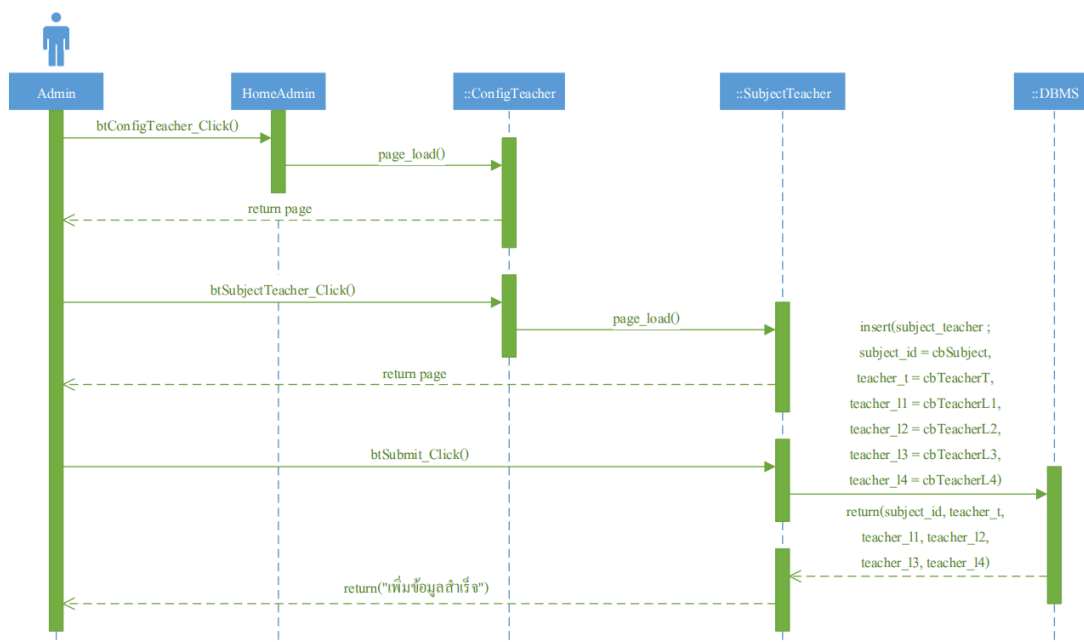 Admin
HomeAdmin
::ConfigTeacher
::SubjectTeacher
::DBMS
btConfigTeacher_Click()
page_load()
return page
btSubjectTeacher_Click()
page_load()
insert(subject_teacher ;
subject_id = cbSubject,
return page
teacher_t = cbTeacherT,
teacher_l1 = cbTeacherL1,
teacher_l2 = cbTeacherL2,
btSubmit_Click()
teacher_l3 = cbTeacherL3,
teacher_l4 = cbTeacherL4)
return(subject_id, teacher_t,
teacher_l1, teacher_l2,
teacher_l3, teacher_l4)
return("เพิ่มข้อมูลสำเร็จ")